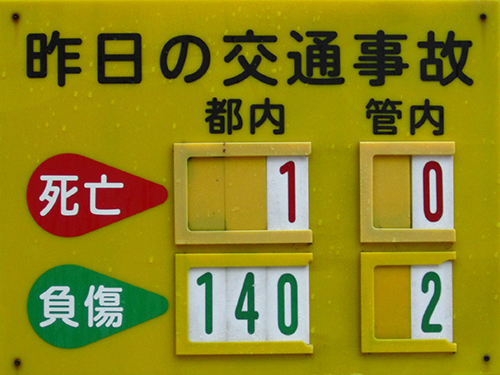 昨日の交通事故
都内 管内
死亡 1 0
負傷 140 2